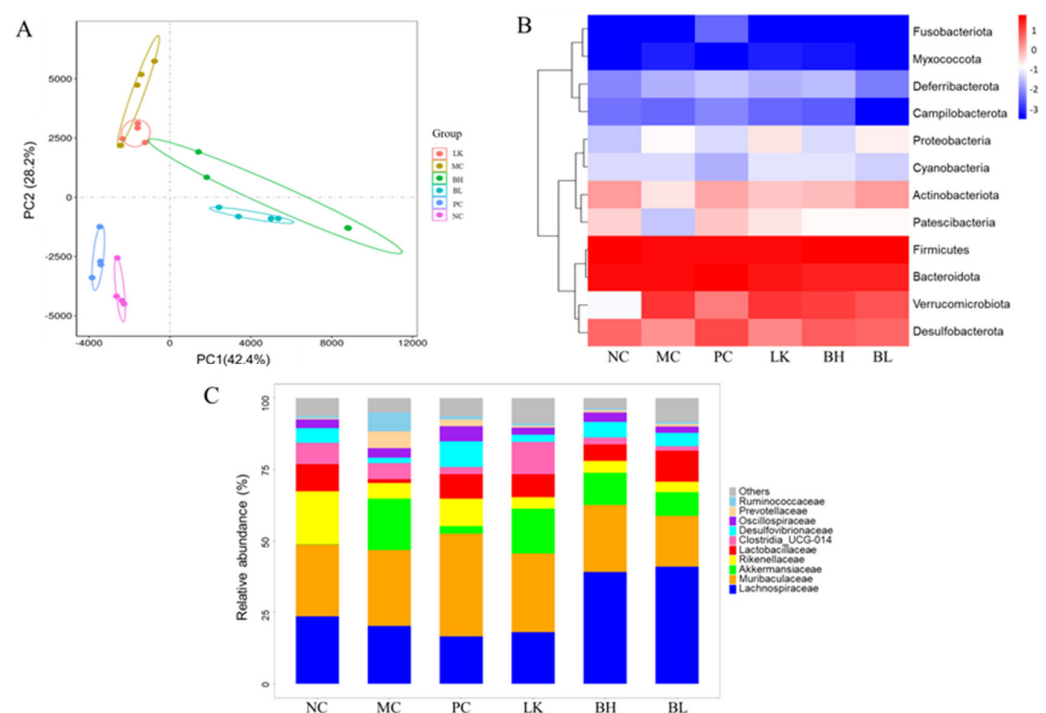 A
PC2 (28.2%)
5000
2500
0
-2500
-5000
-4000 0 4000 8000 12000
PC1(42.4%)
Group
LK
MC
BH
BL
PC
NC
B
Fusobacteriota
Myxococcota
Deferribacterota
Campilobacterota
Proteobacteria
Cyanobacteria
Actinobacteriota
Patescibacteria
Firmicutes
Bacteroidota
Verrucomicrobiota
Desulfobacterota
NC MC PC LK BH BL
1
0
-1
-2
-3
C
Relative abundance (%)
100
75
50
25
0
NC MC PC LK BH BL
Others
Ruminococcaceae
Prevotellaceae
Oscillospiraceae
Desulfovibrionaceae
Clostridia_UCG-014
Lactobacillaceae
Rikenellaceae
Akkermansiaceae
Muribaculaceae
Lachnospiraceae